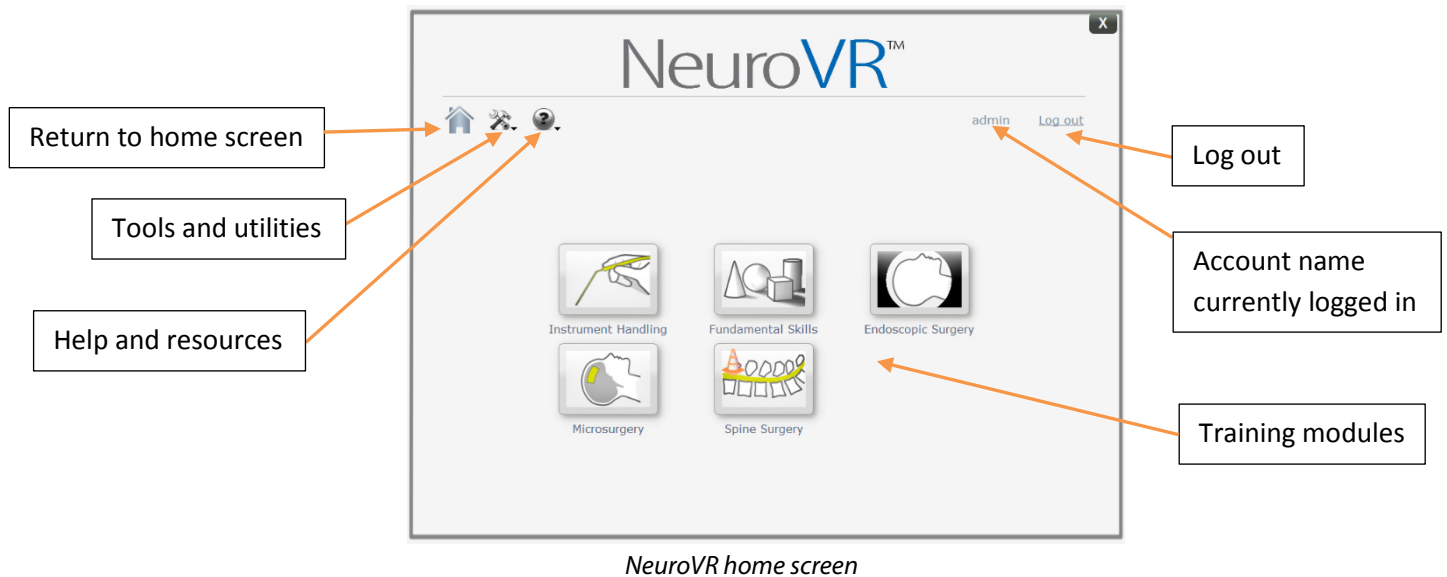 X
NeuroVR™
admin Log out
Return to home screen
Log out
Tools and utilities
Account name
currently logged in
Help and resources
Instrument Handling Fundamental Skills Endoscopic Surgery
Microsurgery Spine Surgery
Training modules
NeuroVR home screen